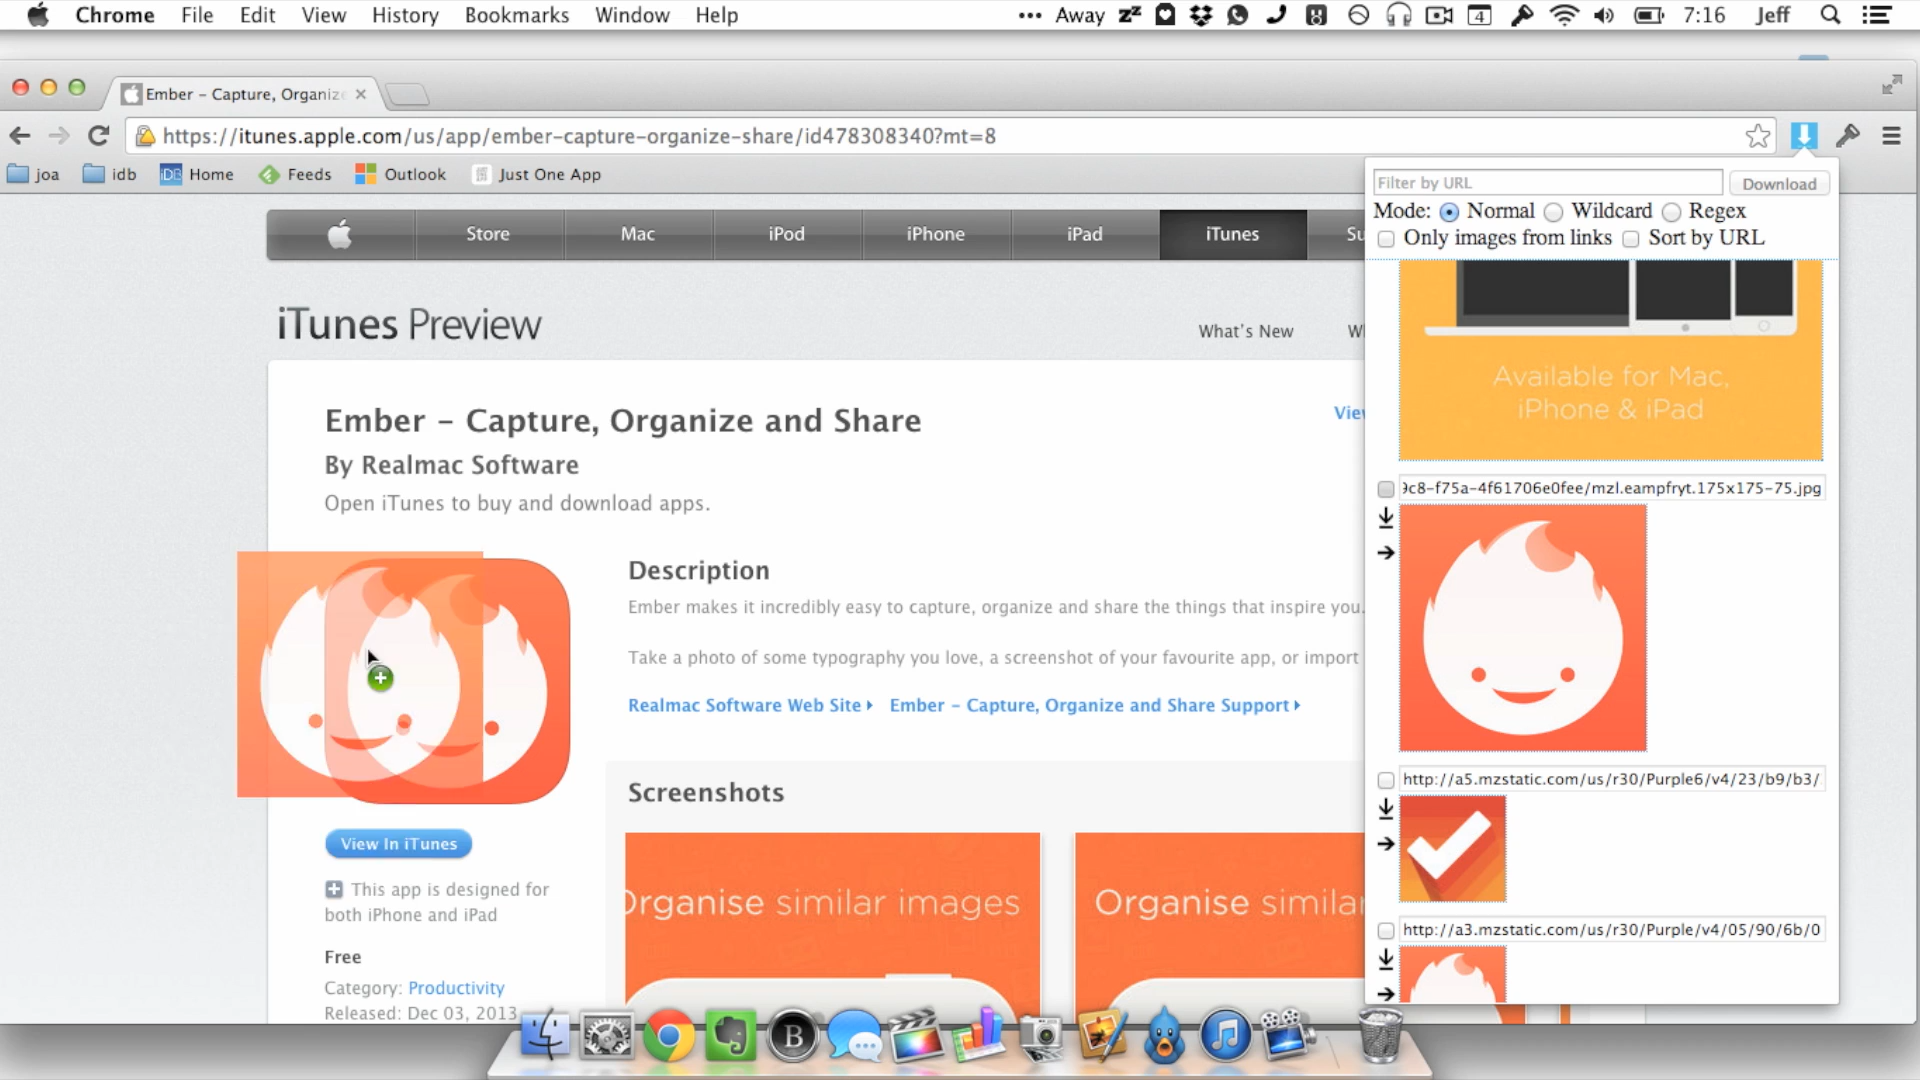 Chrome File Edit View History Bookmarks Window Help
Away 4 7:16 Jeff
Ember – Capture, Organize
https://itunes.apple.com/us/app/ember-capture-organize-share/id478308340?mt=8
joa idb Home Feeds Outlook Just One App
Filter by URL Download
Mode: Normal Wildcard Regex
Only images from links Sort by URL
Store Mac iPod iPhone iPad iTunes Su
iTunes Preview
What's New
Ember – Capture, Organize and Share
View
By Realmac Software
Open iTunes to buy and download apps.
Description
Ember makes it incredibly easy to capture, organize and share the things that inspire you.
Take a photo of some typography you love, a screenshot of your favourite app, or import
Realmac Software Web Site Ember – Capture, Organize and Share Support
Screenshots
Organise similar images
Organise similar
View In iTunes
This app is designed for
both iPhone and iPad
Free
Category: Productivity
Released: Dec 03, 2013
Available for Mac,
iPhone & iPad
9c8-f75a-4f61706e0fee/mzl.eampfryt.175x175-75.jpg
http://a5.mzstatic.com/us/r30/Purple6/v4/23/b9/b3/
http://a3.mzstatic.com/us/r30/Purple/v4/05/90/6b/0
B